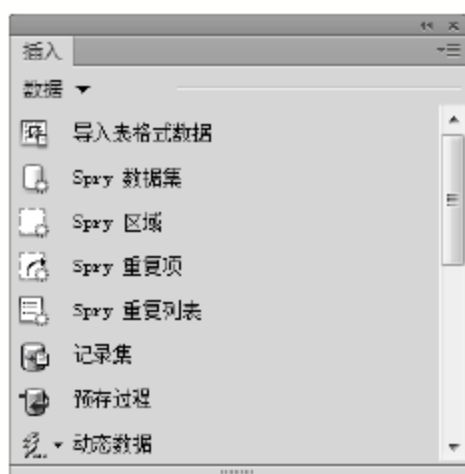 插入
数据
导入表格式数据
Spry 数据集
Spry 区域
Spry 重复项
Spry 重复列表
记录集
预存过程
动态数据